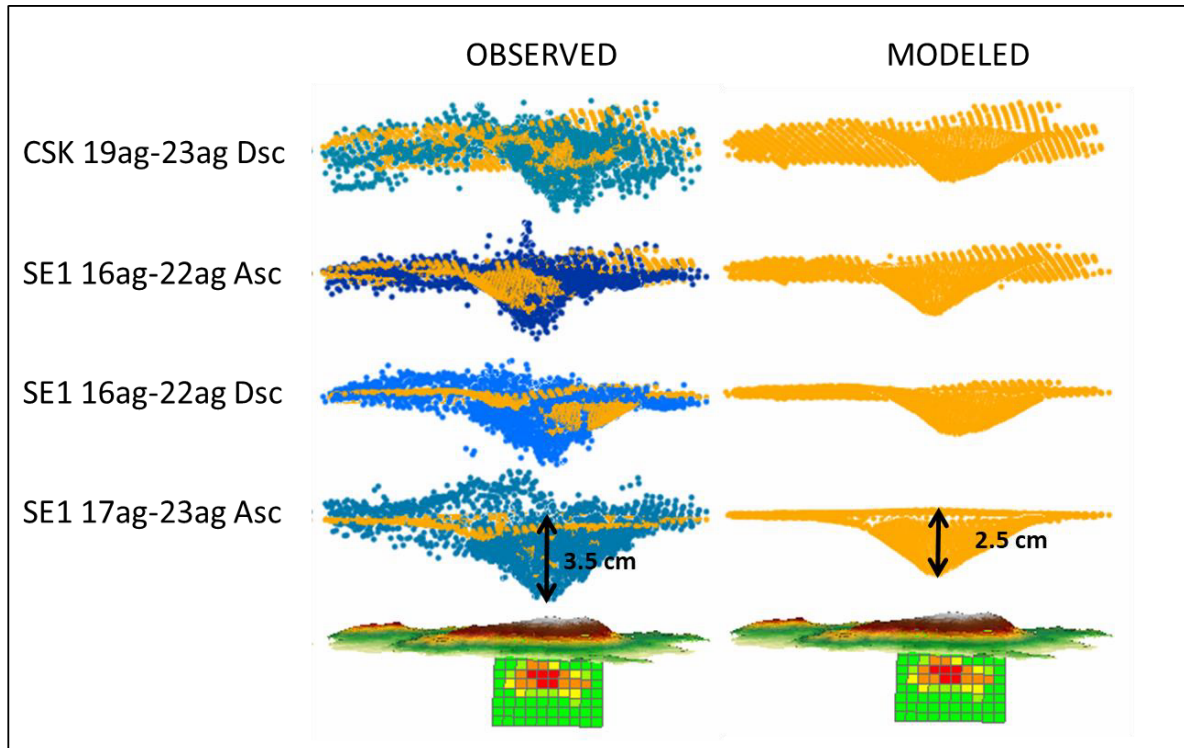 OBSERVED MODELED
CSK 19ag-23ag Dsc
SE1 16ag-22ag Asc
SE1 16ag-22ag Dsc
SE1 17ag-23ag Asc
3.5 cm 2.5 cm